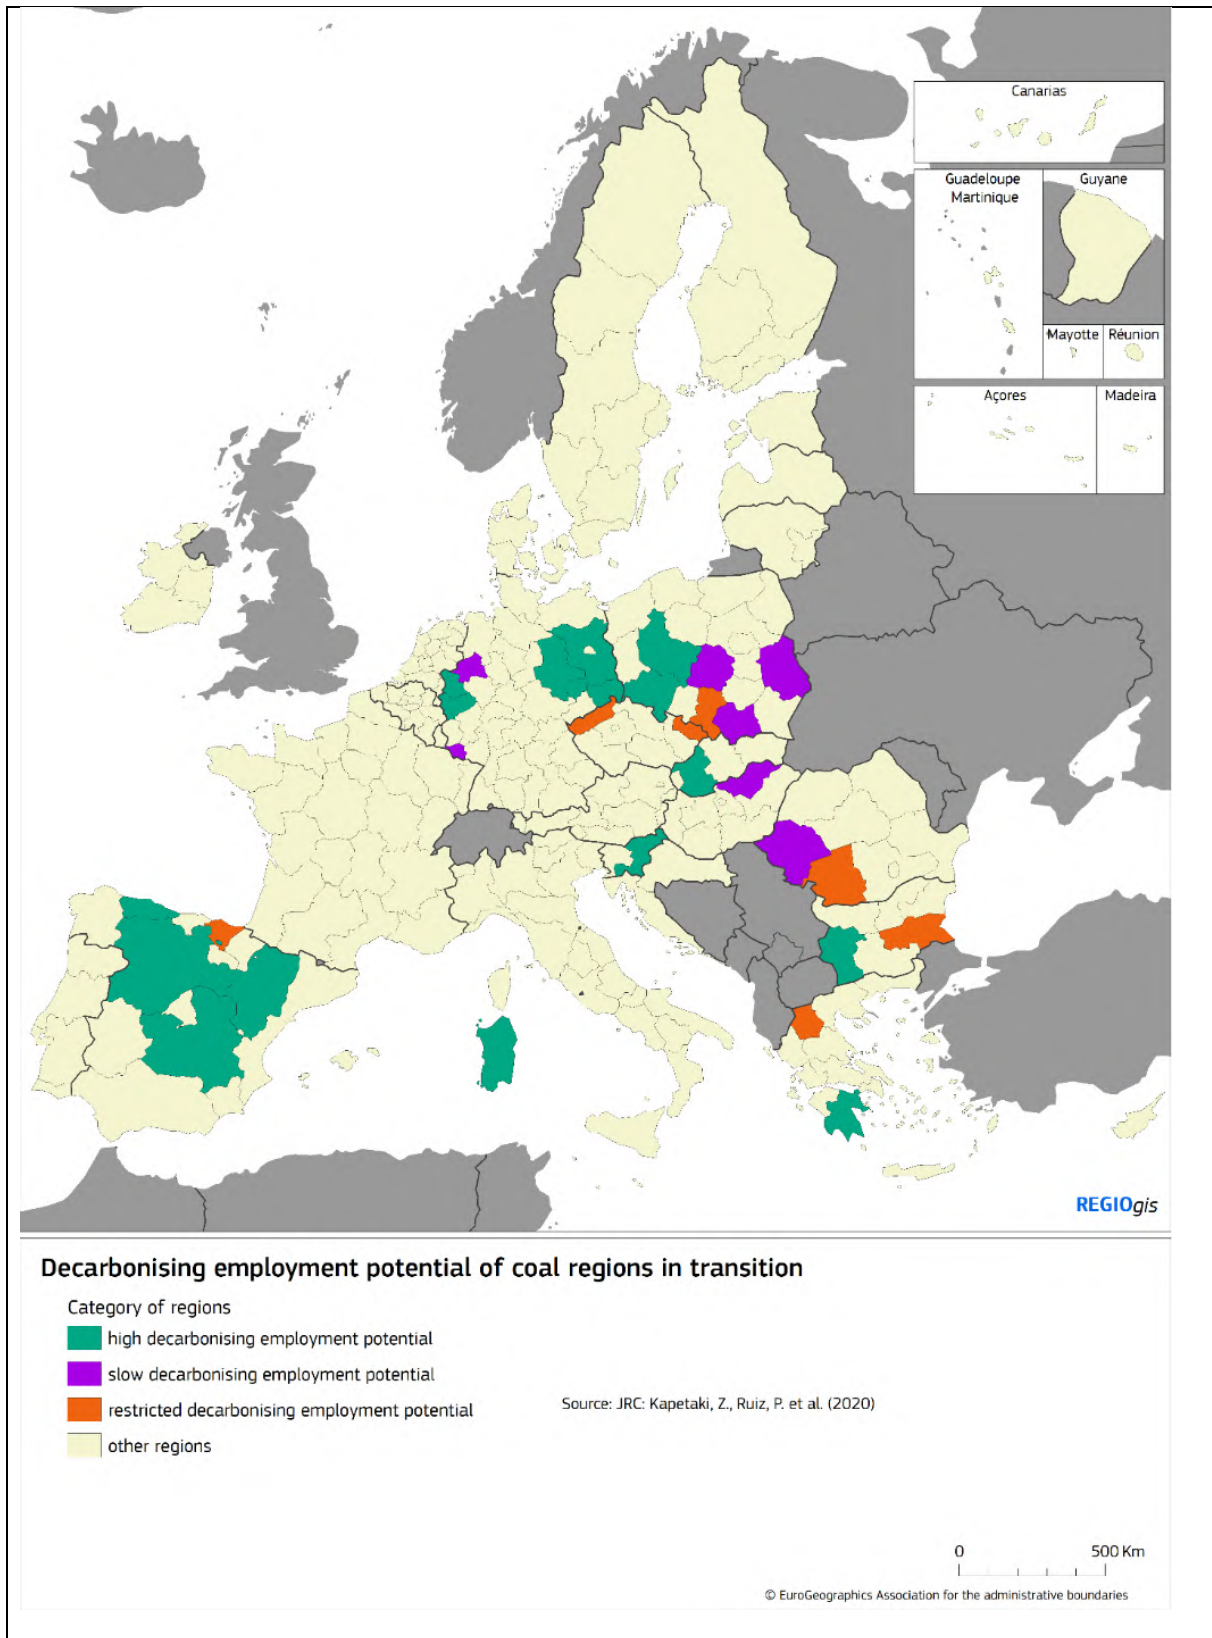 Canarias
Guadeloupe
Martinique
Guyane
Mayotte
Réunion
Açores
Madeira
REGIOgis
Decarbonising employment potential of coal regions in transition
Category of regions
high decarbonising employment potential
slow decarbonising employment potential
restricted decarbonising employment potential
other regions
Source: JRC: Kapetaki, Z., Ruiz, P. et al. (2020)
0 500 Km
© EuroGeographics Association for the administrative boundaries